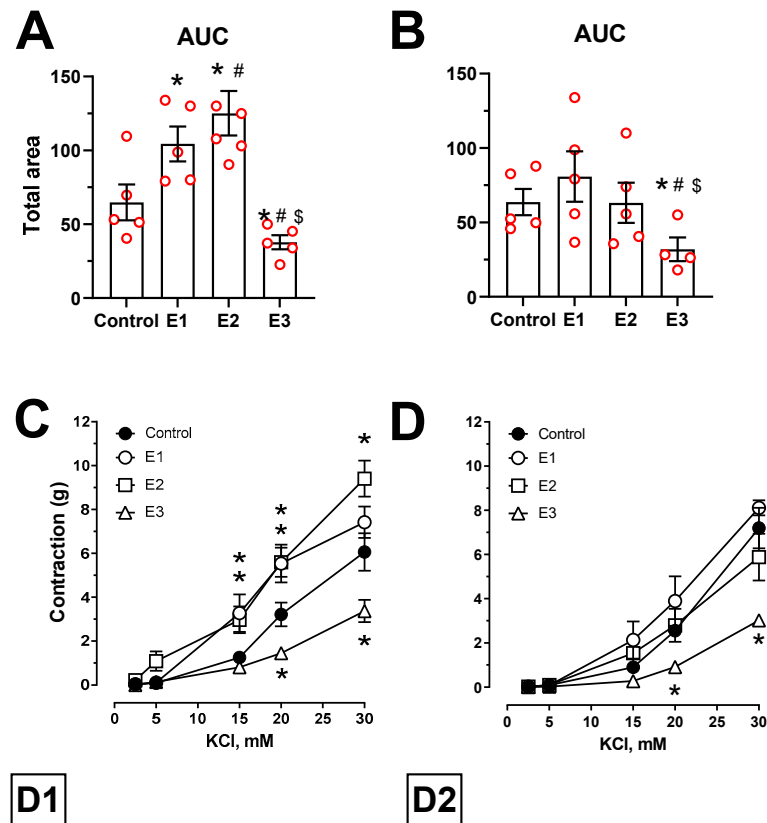 A
AUC
Total area
150
100
50
0
* 
* #
* # $
Control E1 E2 E3
B
AUC
150
100
50
0
* # $
Control E1 E2 E3
C
Contraction (g)
12
10
8
6
4
2
0
Control
E1
E2
E3
*
*
*
*
*
*
*
0 5 10 15 20 25 30
KCl, mM
D
12
10
8
6
4
2
0
Control
E1
E2
E3
*
*
0 5 10 15 20 25 30
KCl, mM
D1
D2